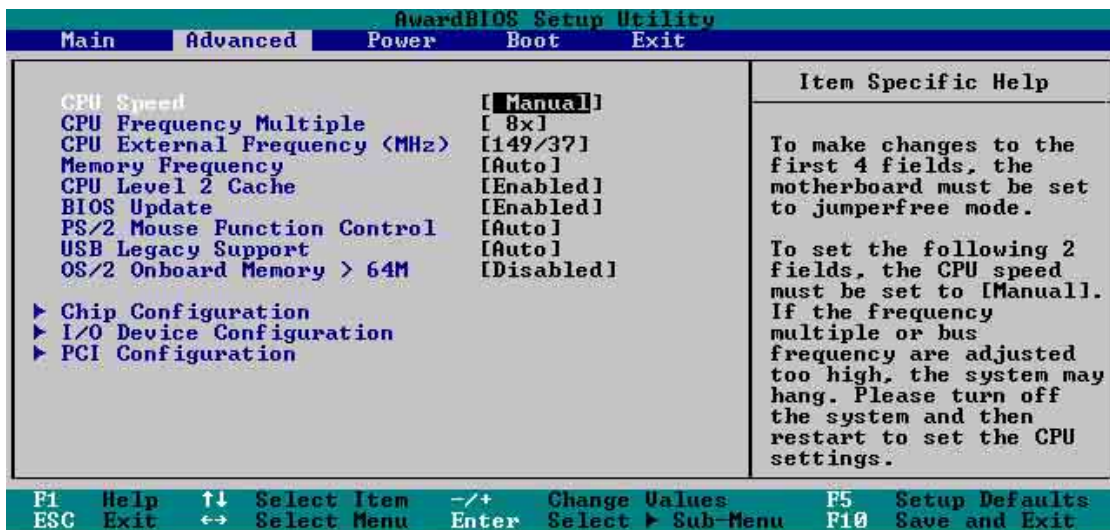 AwardBIOS Setup Utility
Main Advanced Power Boot Exit
CPU Speed [ Manual]
CPU Frequency Multiple [ 8x]
CPU External Frequency (MHz) [149/37]
Memory Frequency [Auto]
CPU Level 2 Cache [Enabled]
BIOS Update [Enabled]
PS/2 Mouse Function Control [Auto]
USB Legacy Support [Auto]
OS/2 Onboard Memory > 64M [Disabled]
▶ Chip Configuration
▶ I/O Device Configuration
▶ PCI Configuration
Item Specific Help
To make changes to the
first 4 fields, the
motherboard must be set
to jumperfree mode.
To set the following 2
fields, the CPU speed
must be set to [Manual].
If the frequency
multiple or bus
frequency are adjusted
too high, the system may
hang. Please turn off
the system and then
restart to set the CPU
settings.
F1 Help ↑↓ Select Item -/+ Change Values F5 Setup Defaults
ESC Exit ↔ Select Menu Enter Select ▶ Sub-Menu F10 Save and Exit